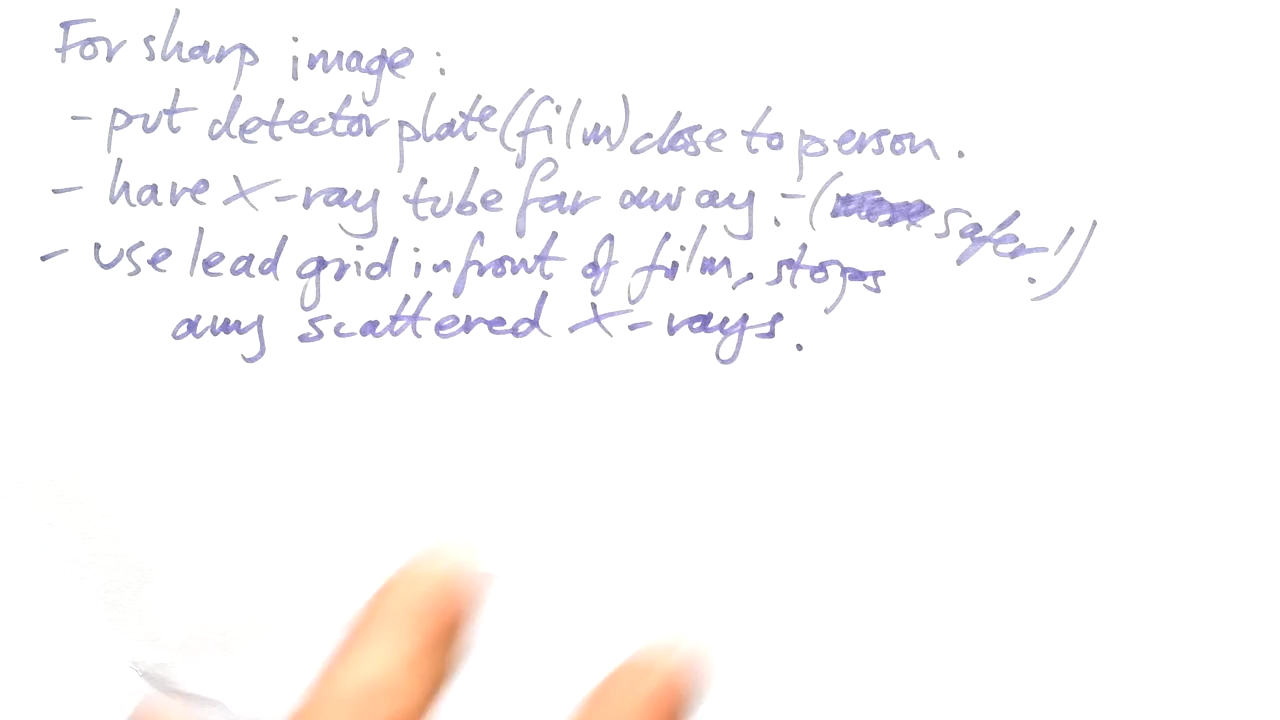 For sharp image :
- put detector plate (film) close to person.
- have X-ray tube far away. - ( safer!)
- use lead grid in front of film, stops
any scattered X-rays.